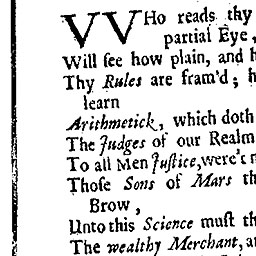 VVHo reads thy
partial Eye,
Will ſee how plain, and h
Thy Rules are fram'd; h
learn
Arithmetick, which doth
The Judges of our Realm
To all Men Juſtice, were't n
Thoſe Sons of Mars th
Brow,
Unto this Science muſt th
The wealthy Merchant, a